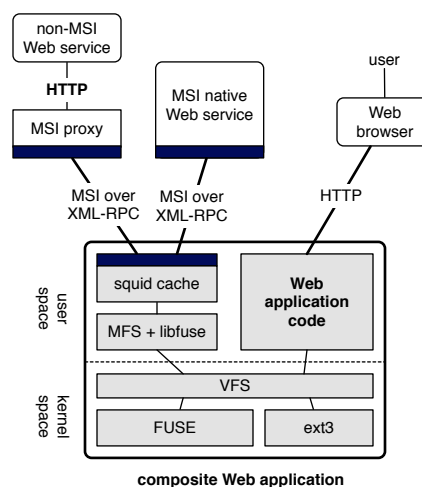 non-MSI
Web service
HTTP
MSI proxy
MSI native
Web service
user
Web
browser
MSI over
XML-RPC
MSI over
XML-RPC
HTTP
user
space
squid cache
MFS + libfuse
Web
application
code
kernel
space
VFS
FUSE
ext3
composite Web application